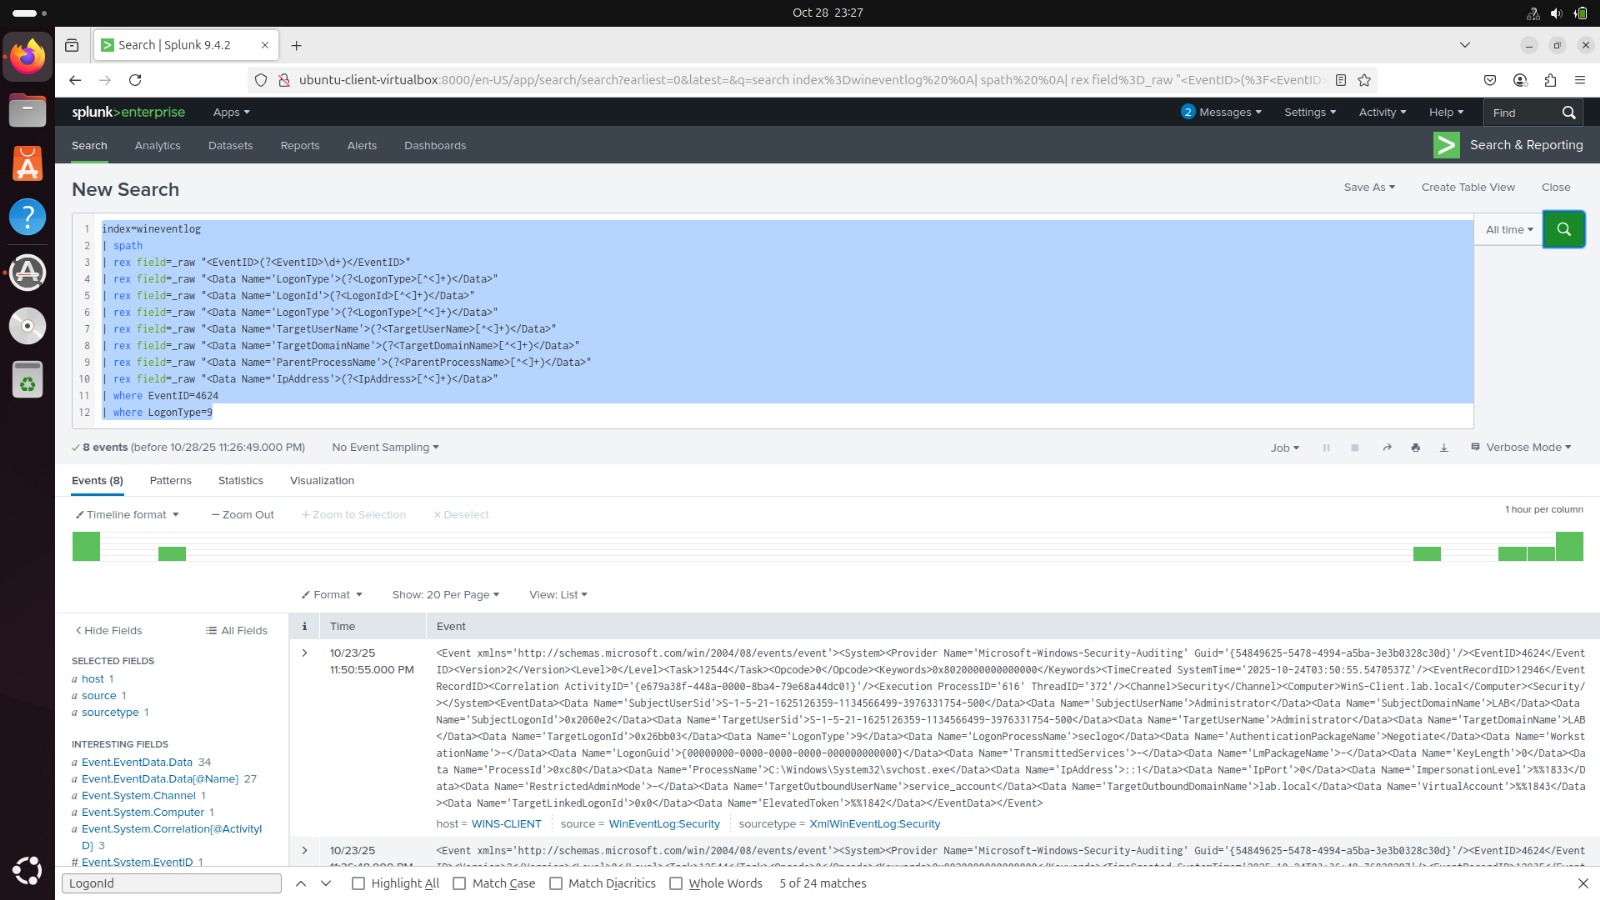 Oct 28  23:27
Search | Splunk 9.4.2
ubuntu-client-virtualbox:8000/en-US/app/search/search?earliest=0&latest=&q=search index%3Dwineventlog%20%0A| spath%20%0A| rex field%3D_raw "<EventID>(%3F<EventID>
splunk>enterprise
Apps
2 Messages
Settings
Activity
Help
Find
Search
Analytics
Datasets
Reports
Alerts
Dashboards
Search & Reporting
New Search
Save As
Create Table View
Close
1 index=wineventlog
2 | spath
3 | rex field=_raw "<EventID>(?<EventID>\d+)</EventID>"
4 | rex field=_raw "<Data Name='LogonType'>(?<LogonType>[^<]+)</Data>"
5 | rex field=_raw "<Data Name='LogonId'>(?<LogonId>[^<]+)</Data>"
6 | rex field=_raw "<Data Name='LogonType'>(?<LogonType>[^<]+)</Data>"
7 | rex field=_raw "<Data Name='TargetUserName'>(?<TargetUserName>[^<]+)</Data>"
8 | rex field=_raw "<Data Name='TargetDomainName'>(?<TargetDomainName>[^<]+)</Data>"
9 | rex field=_raw "<Data Name='ParentProcessName'>(?<ParentProcessName>[^<]+)</Data>"
10 | rex field=_raw "<Data Name='IpAddress'>(?<IpAddress>[^<]+)</Data>"
11 | where EventID=4624
12 | where LogonType=9
All time
8 events (before 10/28/25 11:26:49.000 PM)
No Event Sampling
Job
Verbose Mode
Events (8)
Patterns
Statistics
Visualization
Timeline format
— Zoom Out
+ Zoom to Selection
× Deselect
1 hour per column
Format
Show: 20 Per Page
View: List
< Hide Fields
All Fields
i
Time
Event
SELECTED FIELDS
a host 1
a source 1
a sourcetype 1
INTERESTING FIELDS
a Event.EventData.Data 34
a Event.EventData.Data{@Name} 27
a Event.System.Channel 1
a Event.System.Computer 1
a Event.System.Correlation{@ActivityI
D} 3
# Event.System.EventID 1
10/23/25
11:50:55.000 PM
<Event xmlns='http://schemas.microsoft.com/win/2004/08/events/event'><System><Provider Name='Microsoft-Windows-Security-Auditing' Guid='{54849625-5478-4994-a5ba-3e3b0328c30d}'/><EventID>4624</Event
ID><Version>2</Version><Level>0</Level><Task>12544</Task><Opcode>0</Opcode><Keywords>0x8020000000000000</Keywords><TimeCreated SystemTime='2025-10-24T03:50:55.5470537Z'/><EventRecordID>12946</Event
RecordID><Correlation ActivityID='{e679a38f-448a-0000-8ba4-79e68a44dc01}'/><Execution ProcessID='616' ThreadID='372'/><Channel>Security</Channel><Computer>WinS-Client.lab.local</Computer><Security/
></System><EventData><Data Name='SubjectUserSid'>S-1-5-21-1625126359-1134566499-3976331754-500</Data><Data Name='SubjectUserName'>Administrator</Data><Data Name='SubjectDomainName'>LAB</Data><Data
Name='SubjectLogonId'>0x2060e2</Data><Data Name='TargetUserSid'>S-1-5-21-1625126359-1134566499-3976331754-500</Data><Data Name='TargetUserName'>Administrator</Data><Data Name='TargetDomainName'>LAB
</Data><Data Name='TargetLogonId'>0x26bb03</Data><Data Name='LogonType'>9</Data><Data Name='LogonProcessName'>seclogo</Data><Data Name='AuthenticationPackageName'>Negotiate</Data><Data Name='Workst
ationName'>-</Data><Data Name='LogonGuid'>{00000000-0000-0000-0000-000000000000}</Data><Data Name='TransmittedServices'>-</Data><Data Name='LmPackageName'>-</Data><Data Name='KeyLength'>0</Data><Da
ta Name='ProcessId'>0xc80</Data><Data Name='ProcessName'>C:\Windows\System32\svchost.exe</Data><Data Name='IpAddress'>::1</Data><Data Name='IpPort'>0</Data><Data Name='ImpersonationLevel'>%%1833</D
ata><Data Name='RestrictedAdminMode'>-</Data><Data Name='TargetOutboundUserName'>service_account</Data><Data Name='TargetOutboundDomainName'>lab.local</Data><Data Name='VirtualAccount'>%%1843</Data
><Data Name='TargetLinkedLogonId'>0x0</Data><Data Name='ElevatedToken'>%%1842</Data></EventData></Event>
host = WINS-CLIENT
source = WinEventLog:Security
sourcetype = XmlWinEventLog:Security
10/23/25
<Event xmlns='http://schemas.microsoft.com/win/2004/08/events/event'><System><Provider Name='Microsoft-Windows-Security-Auditing' Guid='{54849625-5478-4994-a5ba-3e3b0328c30d}'/><EventID>4624</Event
LogonId
Highlight All
Match Case
Match Diacritics
Whole Words
5 of 24 matches